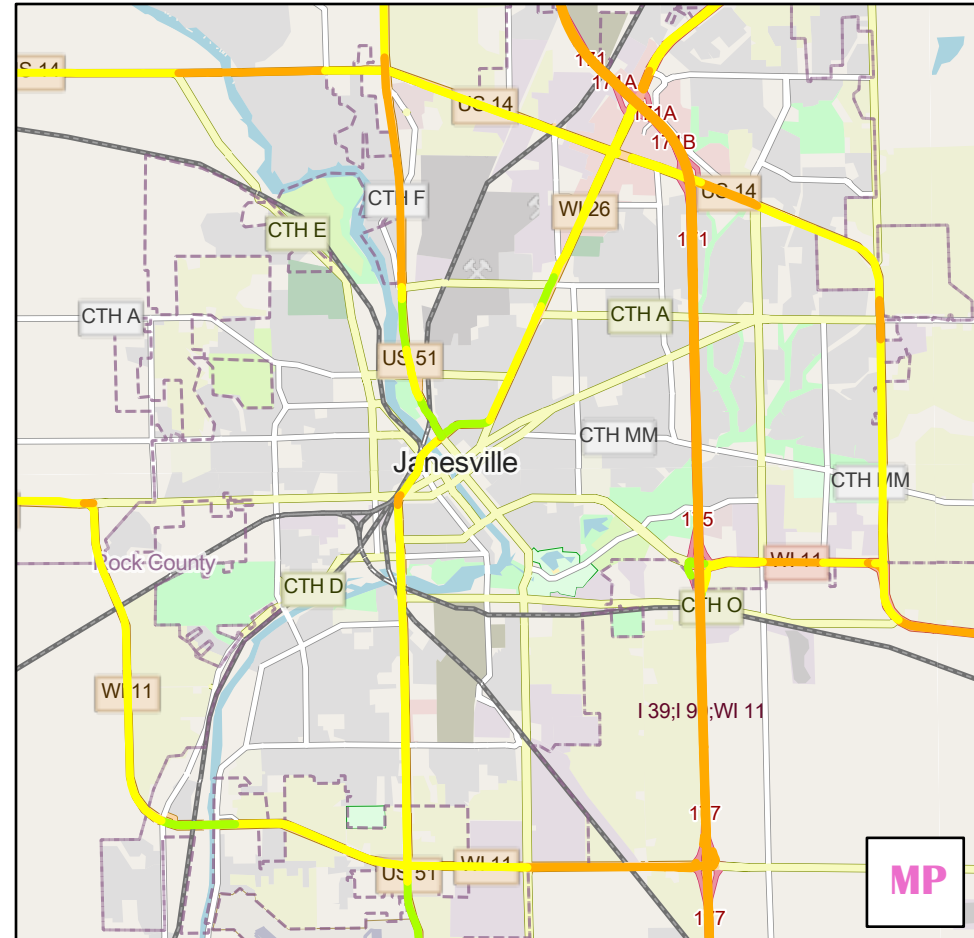 171
US 14
171A
US 14
171A
171B
US 14
CTH F
WI 26
CTH E
171
CTH A
CTH A
US 51
CTH MM
Janesville
CTH MM
175
Rock County
WI 11
CTH D
CTH O
WI 11
I 39;I 90;WI 11
177
WI 11
US 51
MP
177